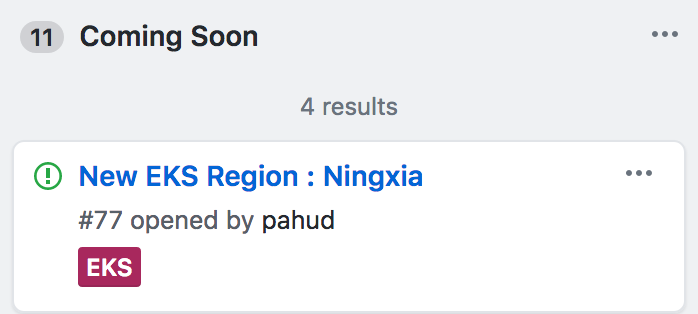 11 Coming Soon
4 results
New EKS Region : Ningxia
#77 opened by pahud
EKS